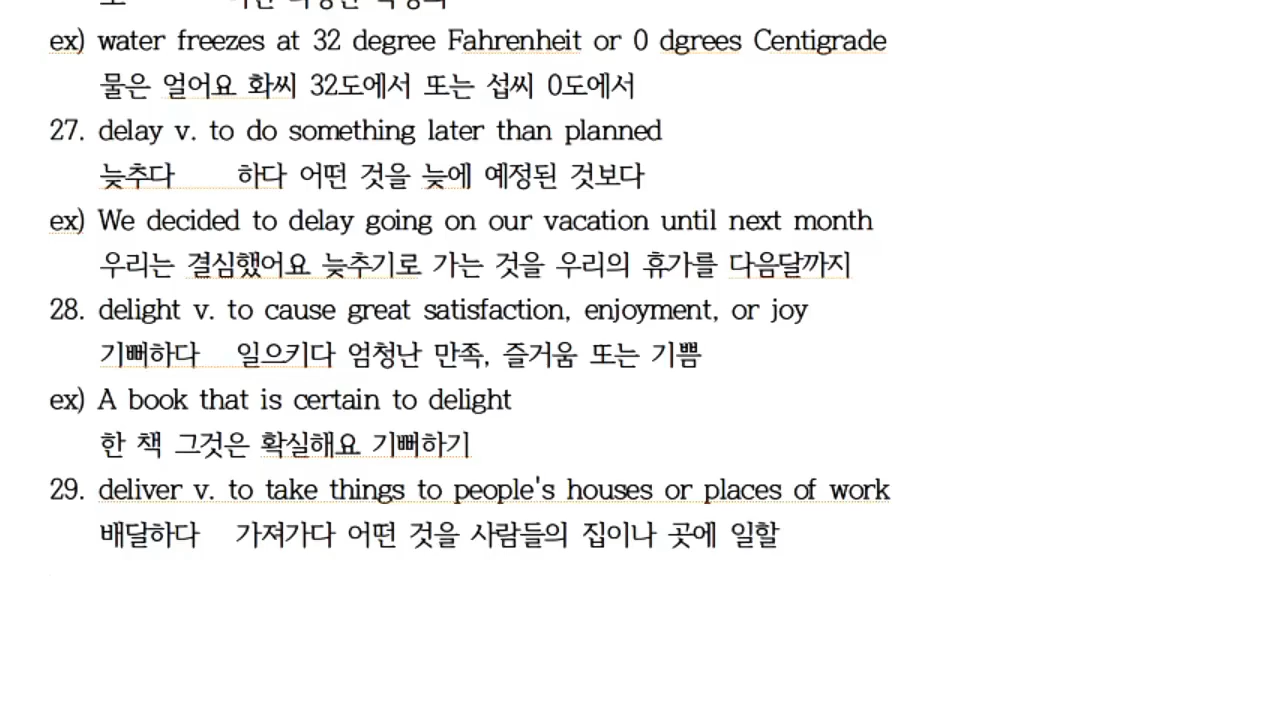 ex) water freezes at 32 degree Fahrenheit or 0 dgrees Centigrade
물은 얼어요 화씨 32도에서 또는 섭씨 0도에서
27. delay v. to do something later than planned
늦추다 하다 어떤 것을 늦에 예정된 것보다
ex) We decided to delay going on our vacation until next month
우리는 결심했어요 늦추기로 가는 것을 우리의 휴가를 다음달까지
28. delight v. to cause great satisfaction, enjoyment, or joy
기뻐하다 일으키다 엄청난 만족, 즐거움 또는 기쁨
ex) A book that is certain to delight
한 책 그것은 확실해요 기뻐하기
29. deliver v. to take things to people's houses or places of work
배달하다 가져가다 어떤 것을 사람들의 집이나 곳에 일할